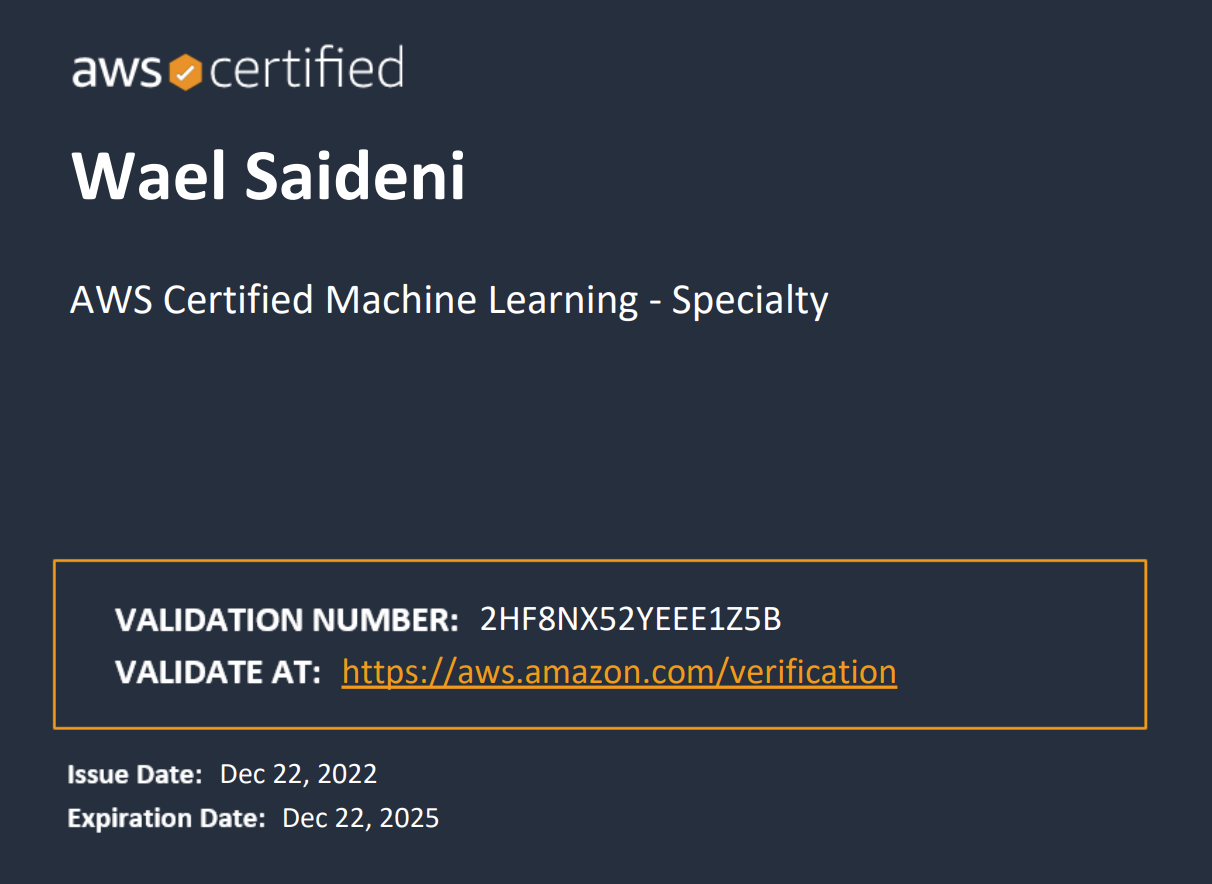 aws certified
Wael Saideni
AWS Certified Machine Learning - Specialty
VALIDATION NUMBER: 2HF8NX52YEEE1Z5B
VALIDATE AT: https://aws.amazon.com/verification
Issue Date: Dec 22, 2022
Expiration Date: Dec 22, 2025